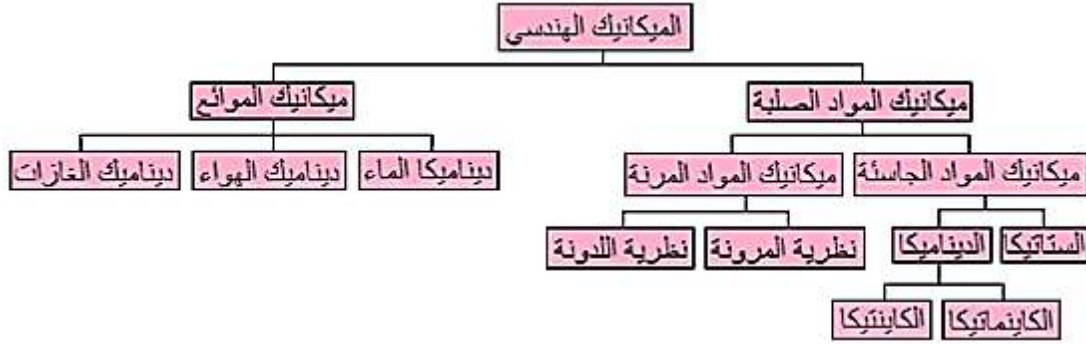 الميكانيك الهندسي
ميكانيك المواد الصلبة
ميكانيك الموائع
ميكانيك المواد الجاسئة
ميكانيك المواد المرنة
ديناميكا الماء
ديناميك الهواء
ديناميك الغازات
الستاتيكا
الديناميكا
نظرية المرونة
نظرية اللدونة
الكاينماتيكا
الكاينتيكا